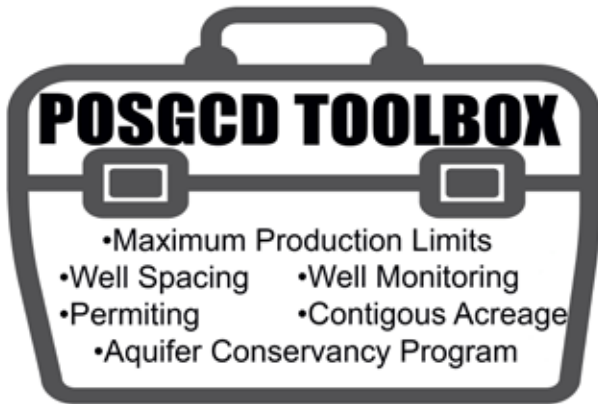 POSGCD TOOLBOX
•Maximum Production Limits
•Well Spacing •Well Monitoring
•Permiting •Contigous Acreage
•Aquifer Conservancy Program